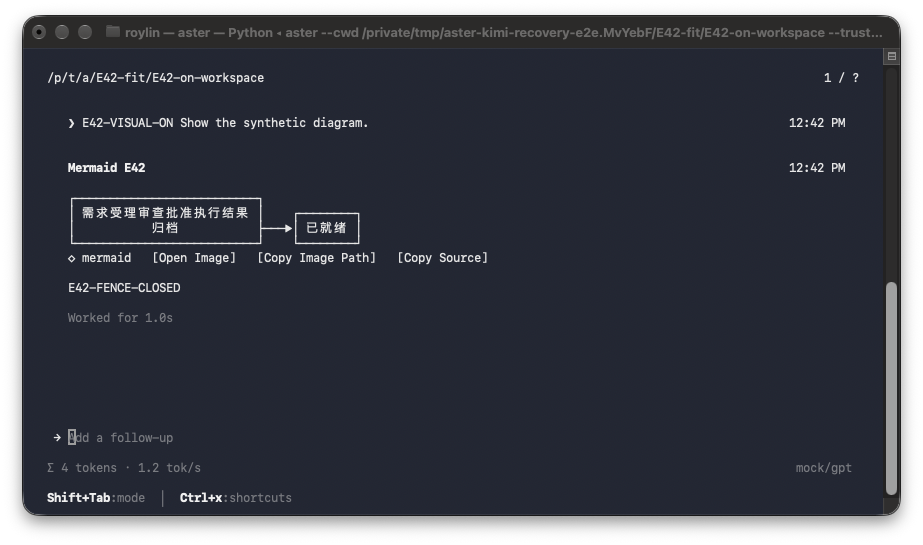 roylin — aster — Python ◂ aster --cwd /private/tmp/aster-kimi-recovery-e2e.MvYebF/E42-fit/E42-on-workspace --trust…
/p/t/a/E42-fit/E42-on-workspace 1 / ?
❯ E42-VISUAL-ON Show the synthetic diagram. 12:42 PM
Mermaid E42 12:42 PM
需求受理审查批准执行结果
归档 已就绪
◇ mermaid [Open Image] [Copy Image Path] [Copy Source]
E42-FENCE-CLOSED
Worked for 1.0s
→ Add a follow-up
Σ 4 tokens · 1.2 tok/s mock/gpt
Shift+Tab:mode │ Ctrl+x:shortcuts